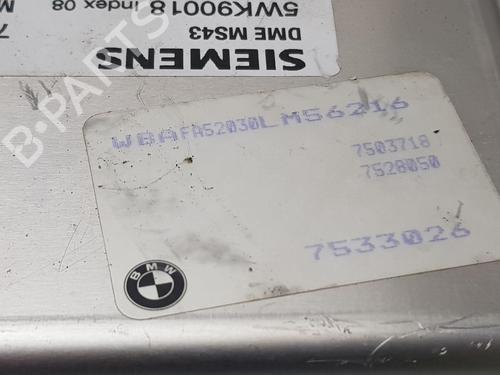 SIEMENS
DME MS43
5WK90018 Index 08
WBAFA52030LM56216
7503718
7528050
7533026
BMW
B-PARTS